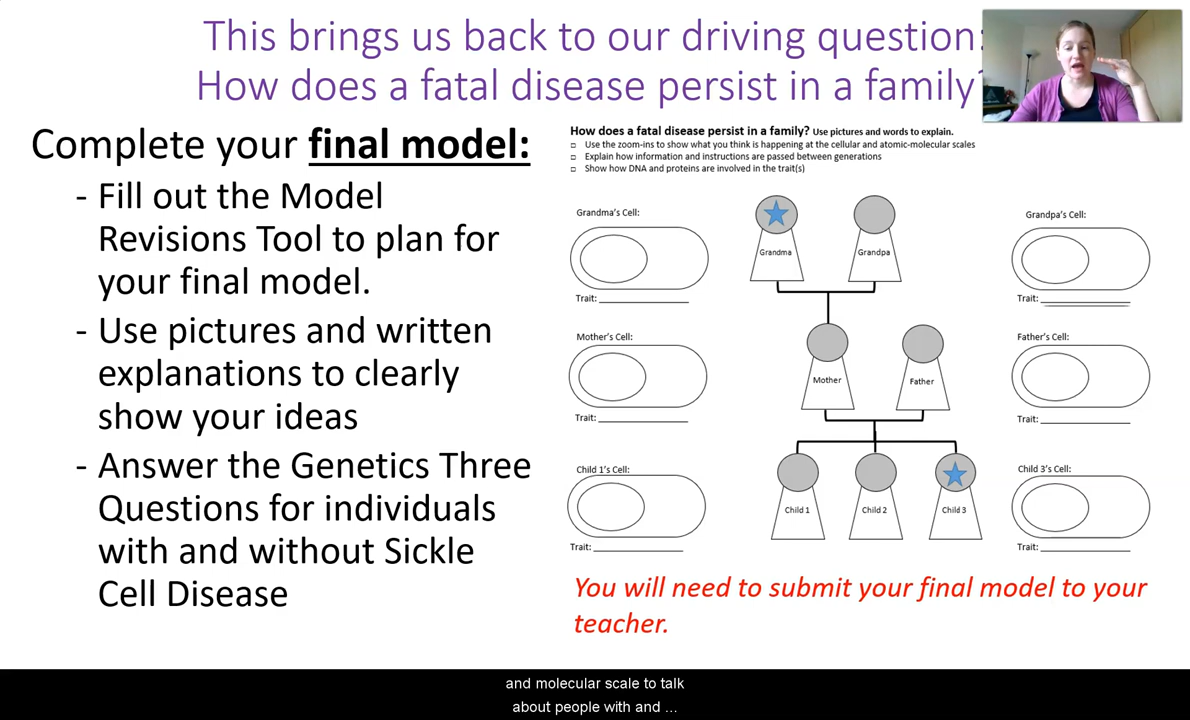 This brings us back to our driving question:
How does a fatal disease persist in a family?
Complete your final model:
- Fill out the Model
Revisions Tool to plan for
your final model.
- Use pictures and written
explanations to clearly
show your ideas
- Answer the Genetics Three
Questions for individuals
with and without Sickle
Cell Disease
How does a fatal disease persist in a family? Use pictures and words to explain.
Use the zoom-ins to show what you think is happening at the cellular and atomic-molecular scales
Explain how information and instructions are passed between generations
Show how DNA and proteins are involved in the trait(s)
Grandma's Cell:
Trait:
Grandma
Grandpa
Grandpa's Cell:
Trait:
Mother's Cell:
Trait:
Mother
Father
Father's Cell:
Trait:
Child 1's Cell:
Trait:
Child 1
Child 2
Child 3
Child 3's Cell:
Trait:
You will need to submit your final model to your
teacher.
and molecular scale to talk
about people with and ...